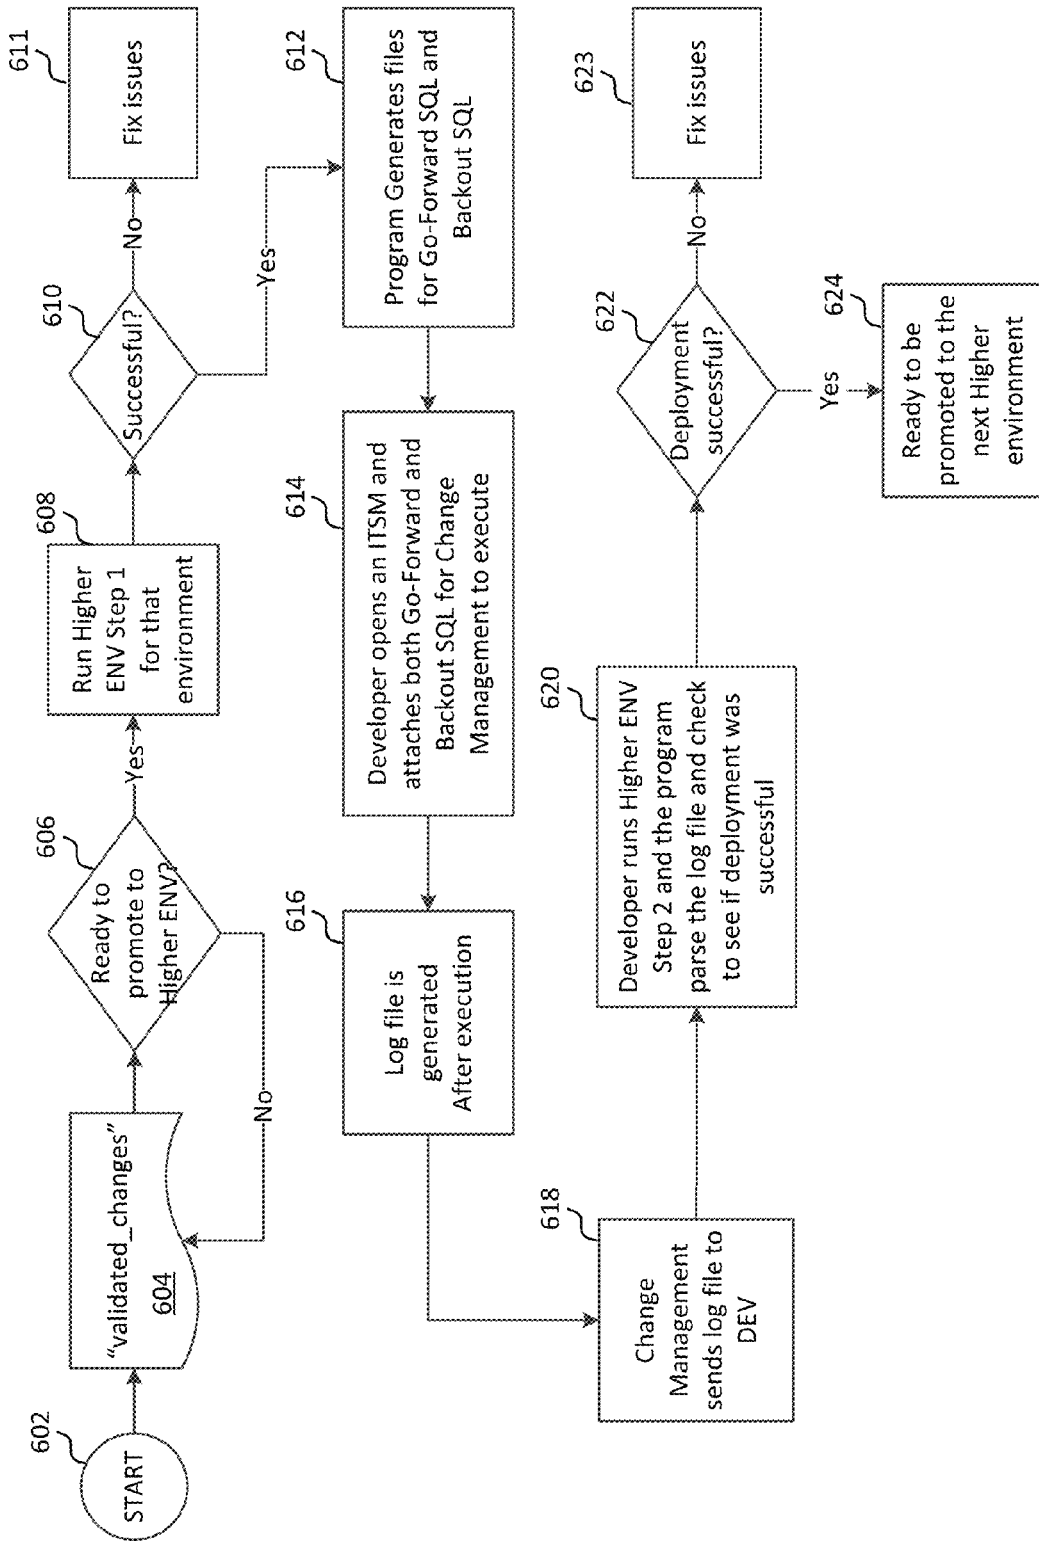 602
START
"validated_changes"
604
606
Ready to
promote to
Higher ENV?
Yes
No
608
Run Higher
ENV Step 1
for that
environment
610
Successful?
No
Yes
611
Fix issues
612
Program Generates files
for Go-Forward SQL and
Backout SQL
614
Developer opens an ITSM and
attaches both Go-Forward and
Backout SQL for Change
Management to execute
616
Log file is
generated
After execution
618
Change
Management
sends log file to
DEV
620
Developer runs Higher ENV
Step 2 and the program
parse the log file and check
to see if deployment was
successful
622
Deployment
successful?
No
Yes
623
Fix issues
624
Ready to be
promoted to the
next Higher
environment